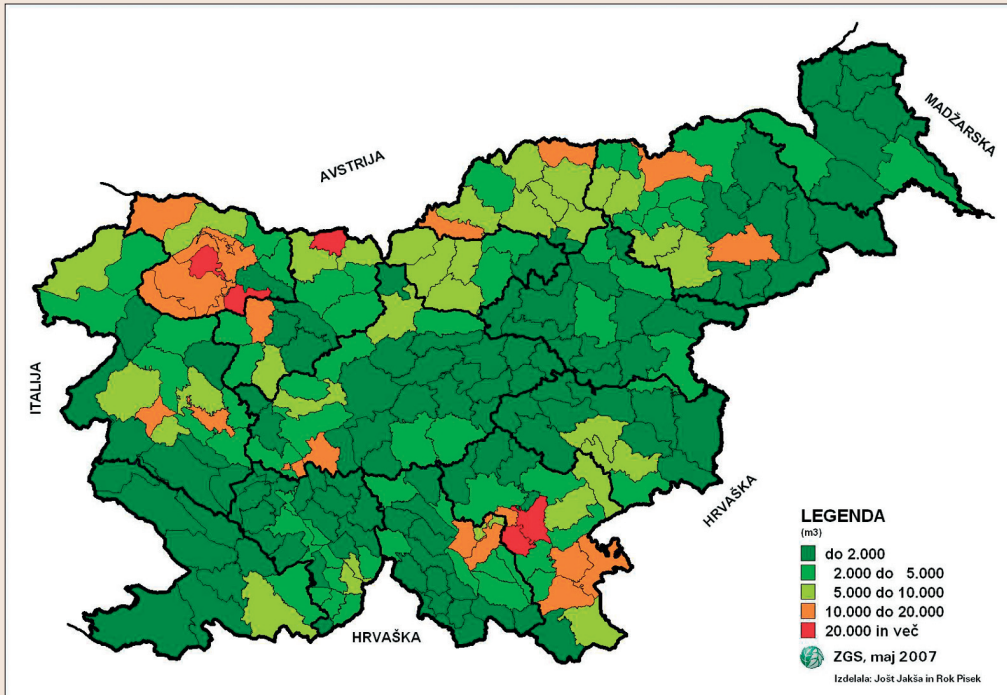 MADŽARSKA
AVSTRIJA
ITALIJA
HRVAŠKA
HRVAŠKA
LEGENDA
(m3)
do 2.000
2.000 do 5.000
5.000 do 10.000
10.000 do 20.000
20.000 in več
ZGS, maj 2007
Izdelala: Jošt Jakša in Rok Pisek